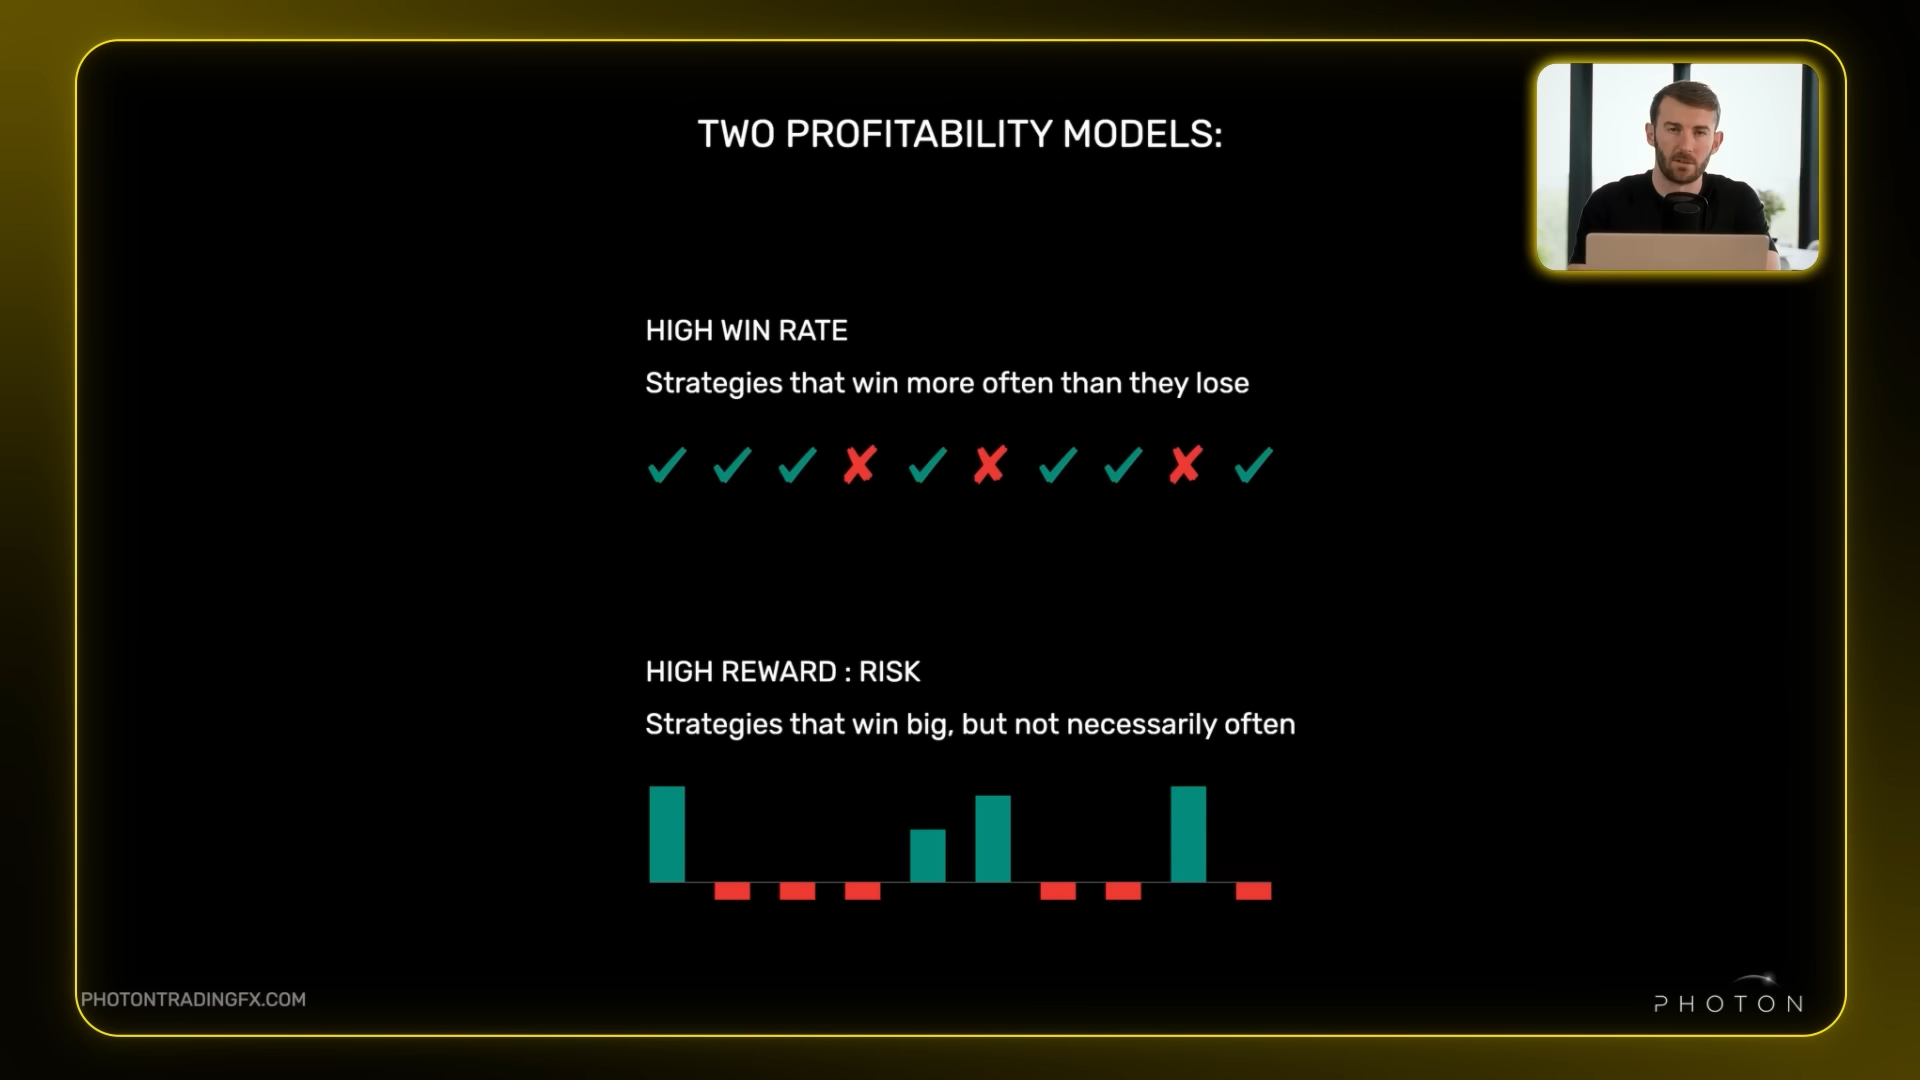 TWO PROFITABILITY MODELS:
HIGH WIN RATE
Strategies that win more often than they lose
HIGH REWARD : RISK
Strategies that win big, but not necessarily often
PHOTONTRADINGFX.COM
PHOTON